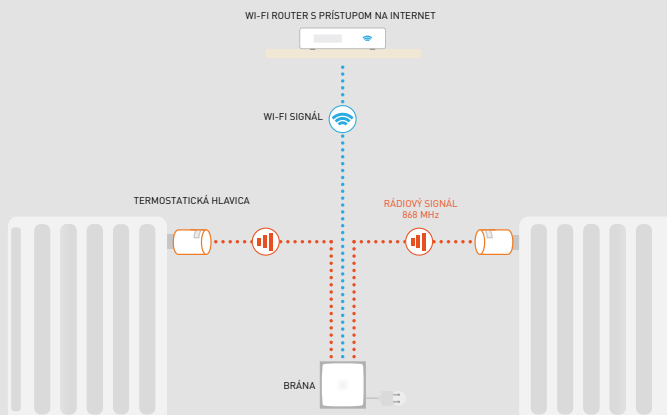 WI-FI ROUTER S PRÍSTUPOM NA INTERNET
WI-FI SIGNÁL
TERMOSTATICKÁ HLAVICA
RÁDIOVÝ SIGNÁL
868 MHz
BRÁNA